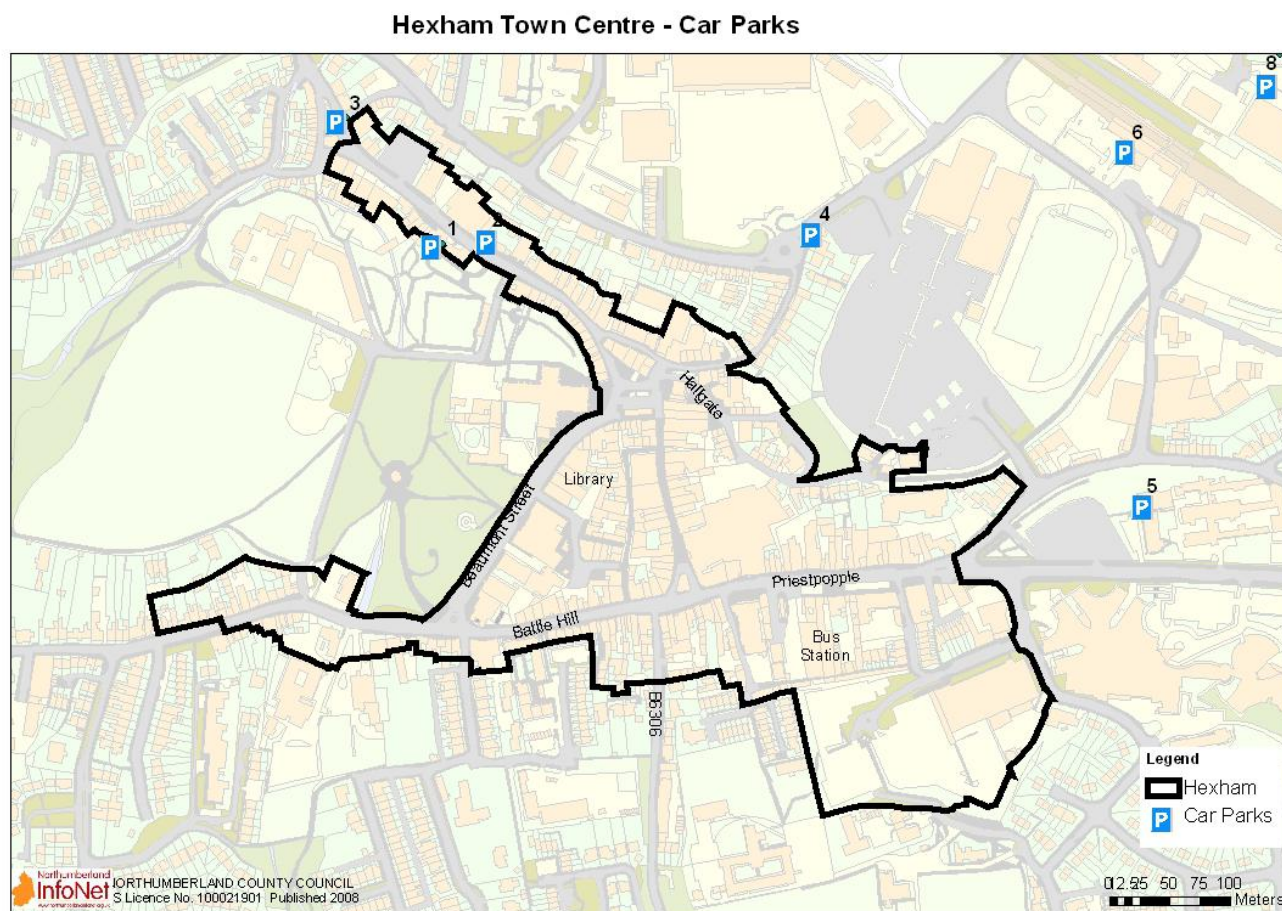 Hexham Town Centre - Car Parks
8
3
P
P
6
P
1
2
4
P
P
P
Hallgate
Library
5
P
Beaumont Street
Priestpopple
Battle Hill
Bus
Station
B6306
Legend
Hexham
P Car Parks
Northumberland
InfoNet
NORTHUMBERLAND COUNTY COUNCIL
S Licence No. 100021901 Published 2008
0 12.5 25 50 75 100
Meters